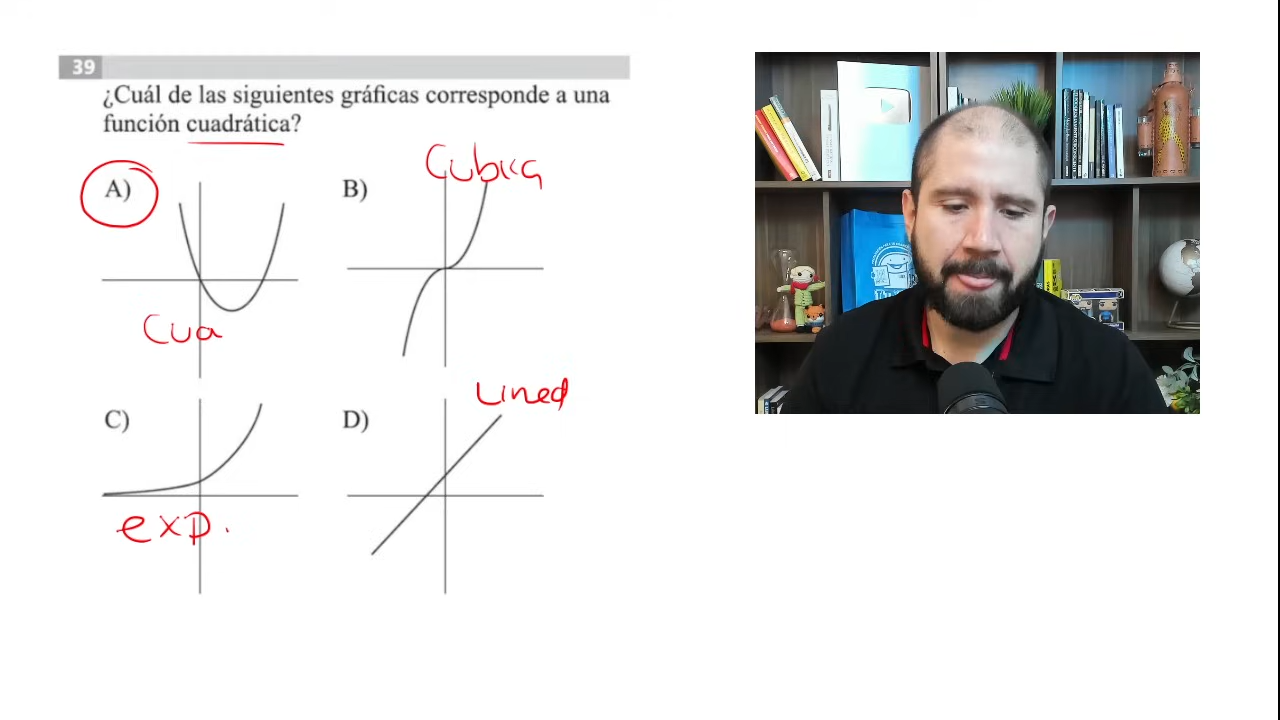 39
¿Cuál de las siguientes gráficas corresponde a una
función cuadrática?
A)
B)
Cubica
Cua
C)
D)
Lineal
exp.